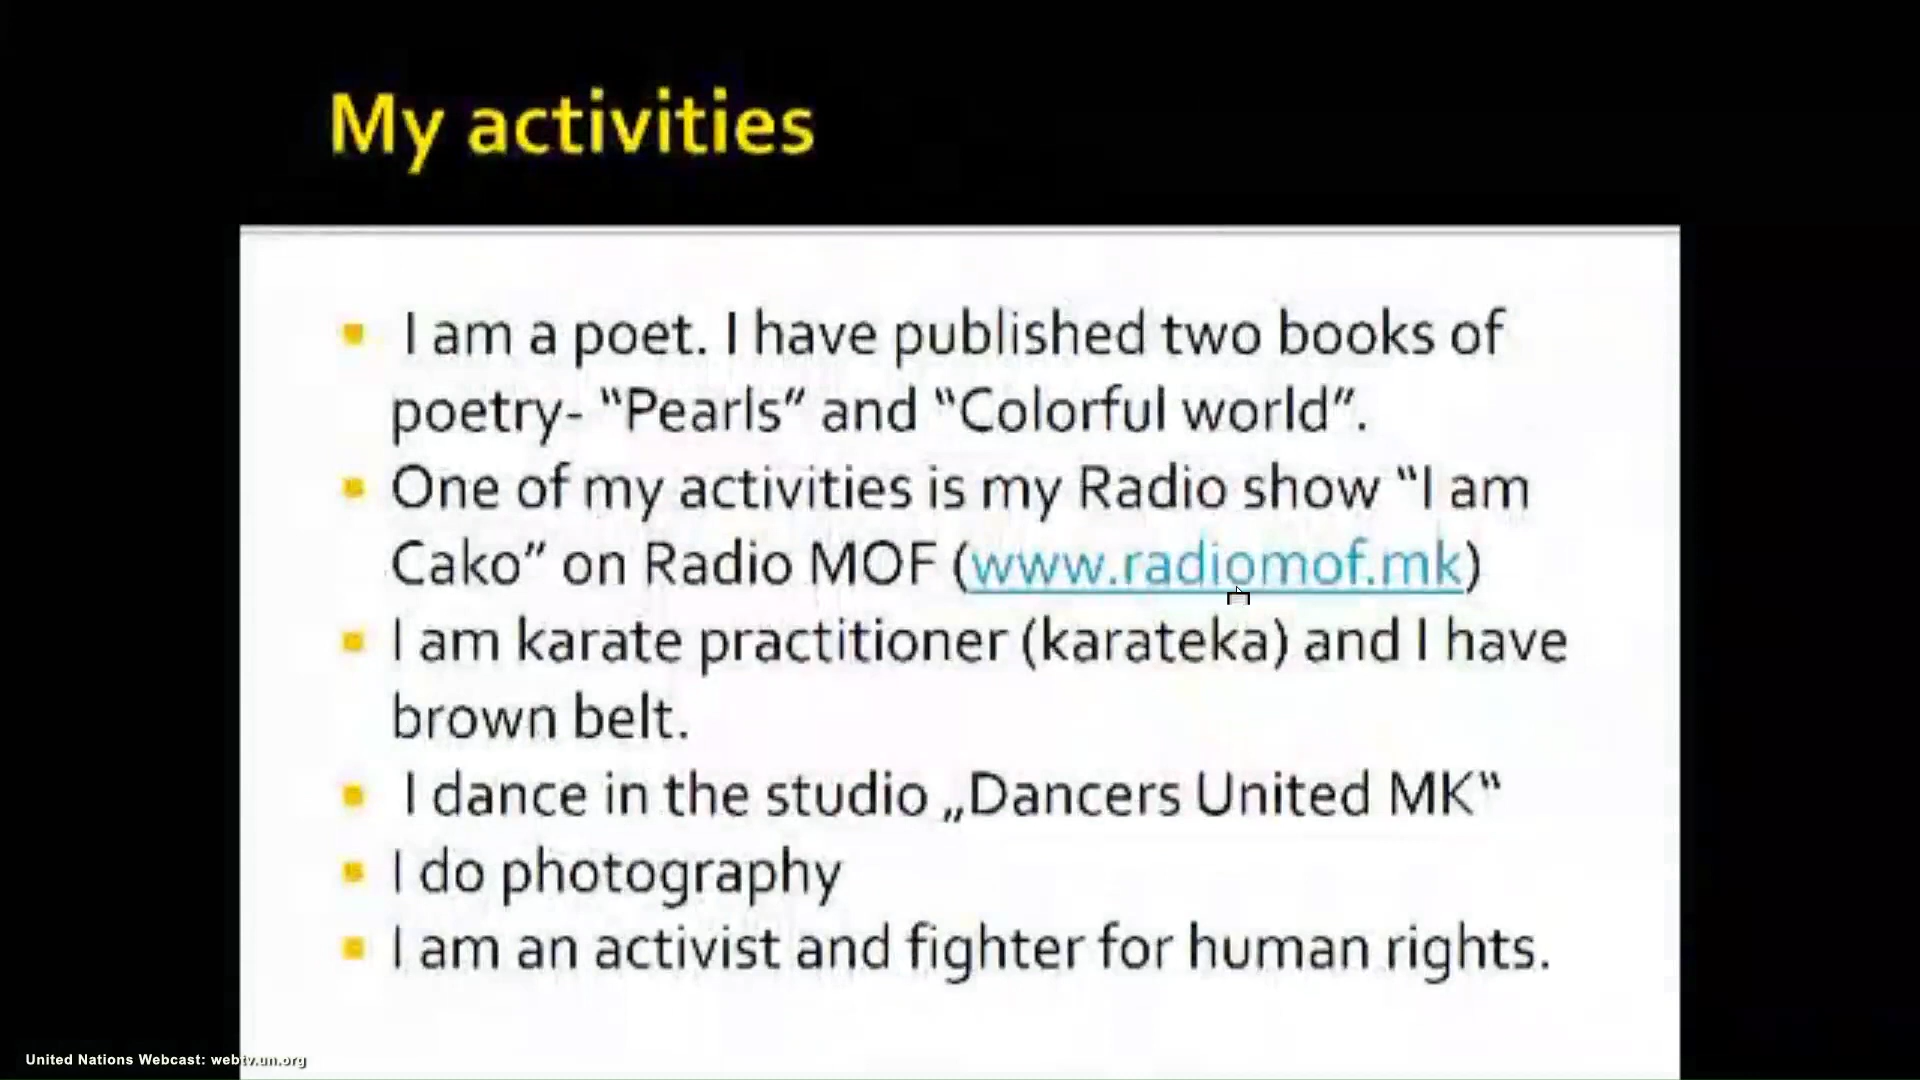 My activities
I am a poet. I have published two books of
poetry- “Pearls” and “Colorful world”.
One of my activities is my Radio show “I am
Cako” on Radio MOF (www.radiomof.mk)
I am karate practitioner (karateka) and I have
brown belt.
I dance in the studio „Dancers United MK“
I do photography
I am an activist and fighter for human rights.
United Nations Webcast: webtv.un.org